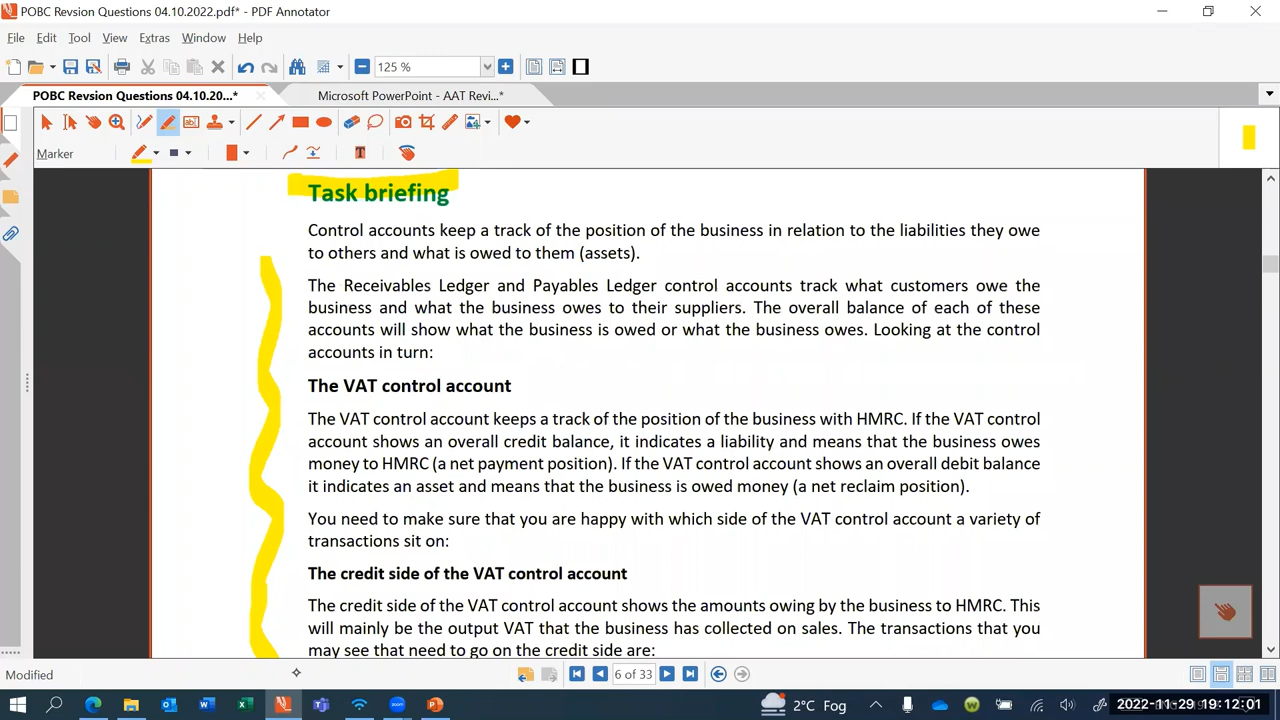 POBC Revision Questions 04.10.2022.pdf* - PDF Annotator
File Edit Tool View Extras Window Help
125 %
POBC Revsion Questions 04.10.20...* Microsoft PowerPoint - AAT Revi...*
Marker
Task briefing
Control accounts keep a track of the position of the business in relation to the liabilities they owe
to others and what is owed to them (assets).
The Receivables Ledger and Payables Ledger control accounts track what customers owe the
business and what the business owes to their suppliers. The overall balance of each of these
accounts will show what the business is owed or what the business owes. Looking at the control
accounts in turn:
The VAT control account
The VAT control account keeps a track of the position of the business with HMRC. If the VAT control
account shows an overall credit balance, it indicates a liability and means that the business owes
money to HMRC (a net payment position). If the VAT control account shows an overall debit balance
it indicates an asset and means that the business is owed money (a net reclaim position).
You need to make sure that you are happy with which side of the VAT control account a variety of
transactions sit on:
The credit side of the VAT control account
The credit side of the VAT control account shows the amounts owing by the business to HMRC. This
will mainly be the output VAT that the business has collected on sales. The transactions that you
may see that need to go on the credit side are:
Modified
6 of 33
2°C Fog
2022-11-29 19:12:01